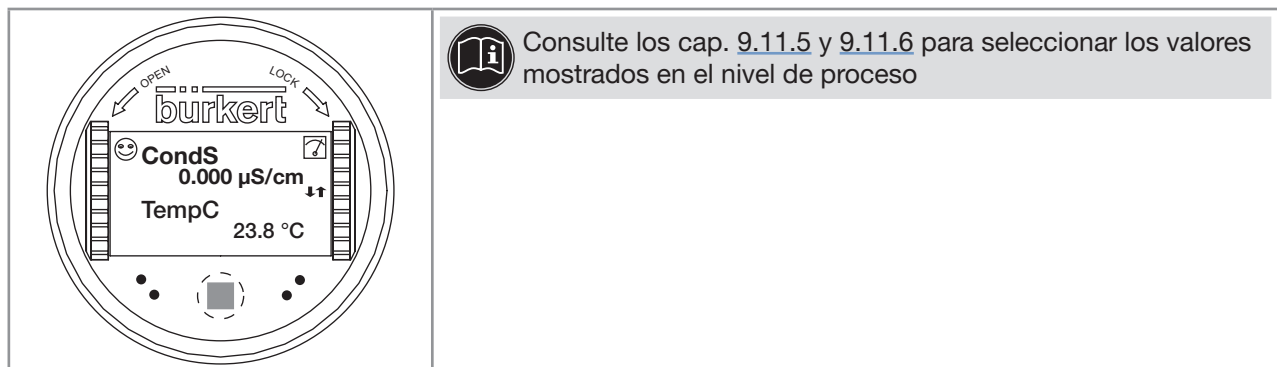 OPEN
LOCK
bürkert
CondS
0.000 µS/cm
TempC
23.8 °C
Consulte los cap. 9.11.5 y 9.11.6 para seleccionar los valores
mostrados en el nivel de proceso